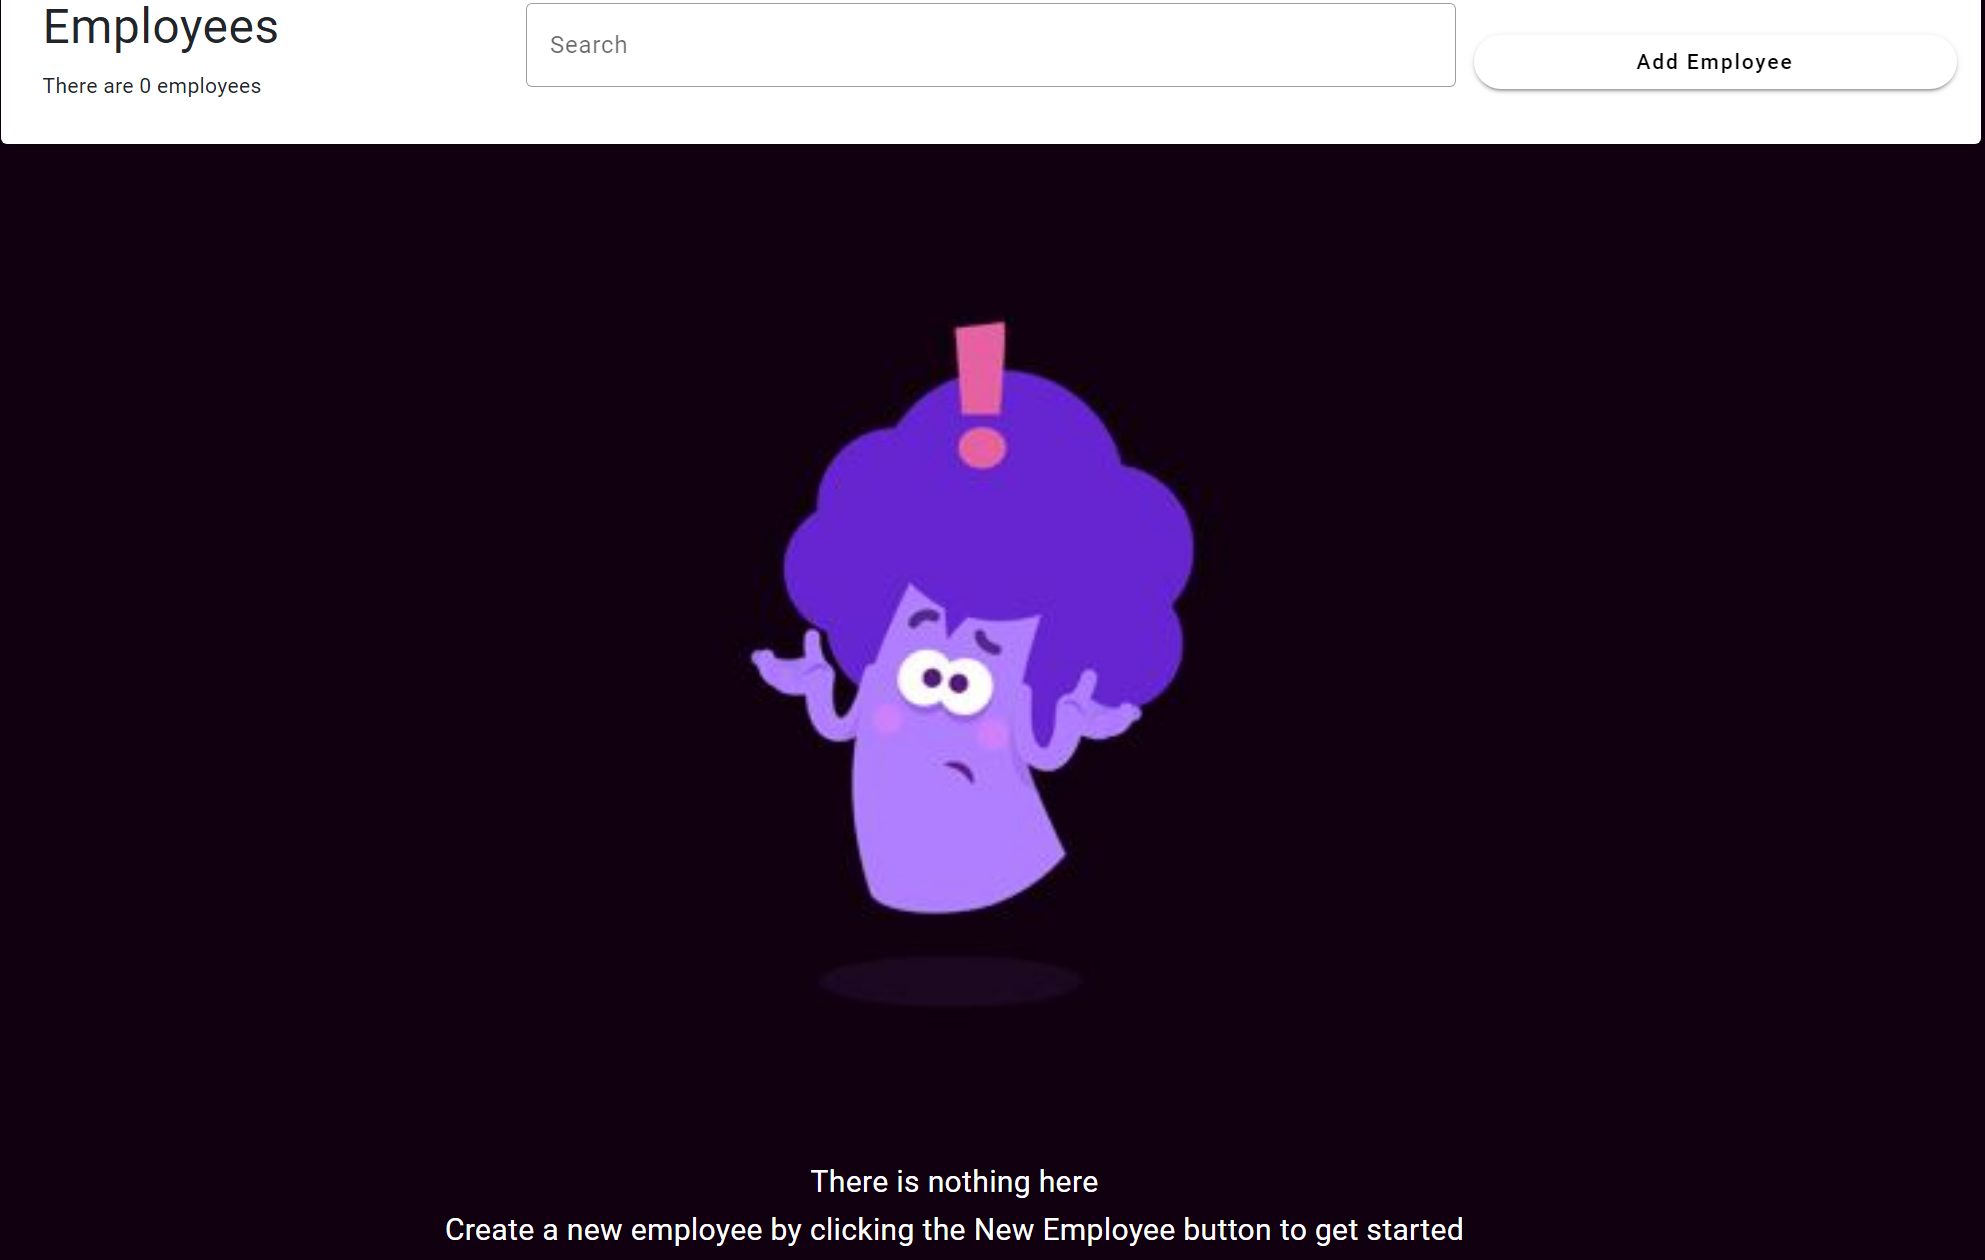 Employees
There are 0 employees
Search
Add Employee
There is nothing here
Create a new employee by clicking the New Employee button to get started